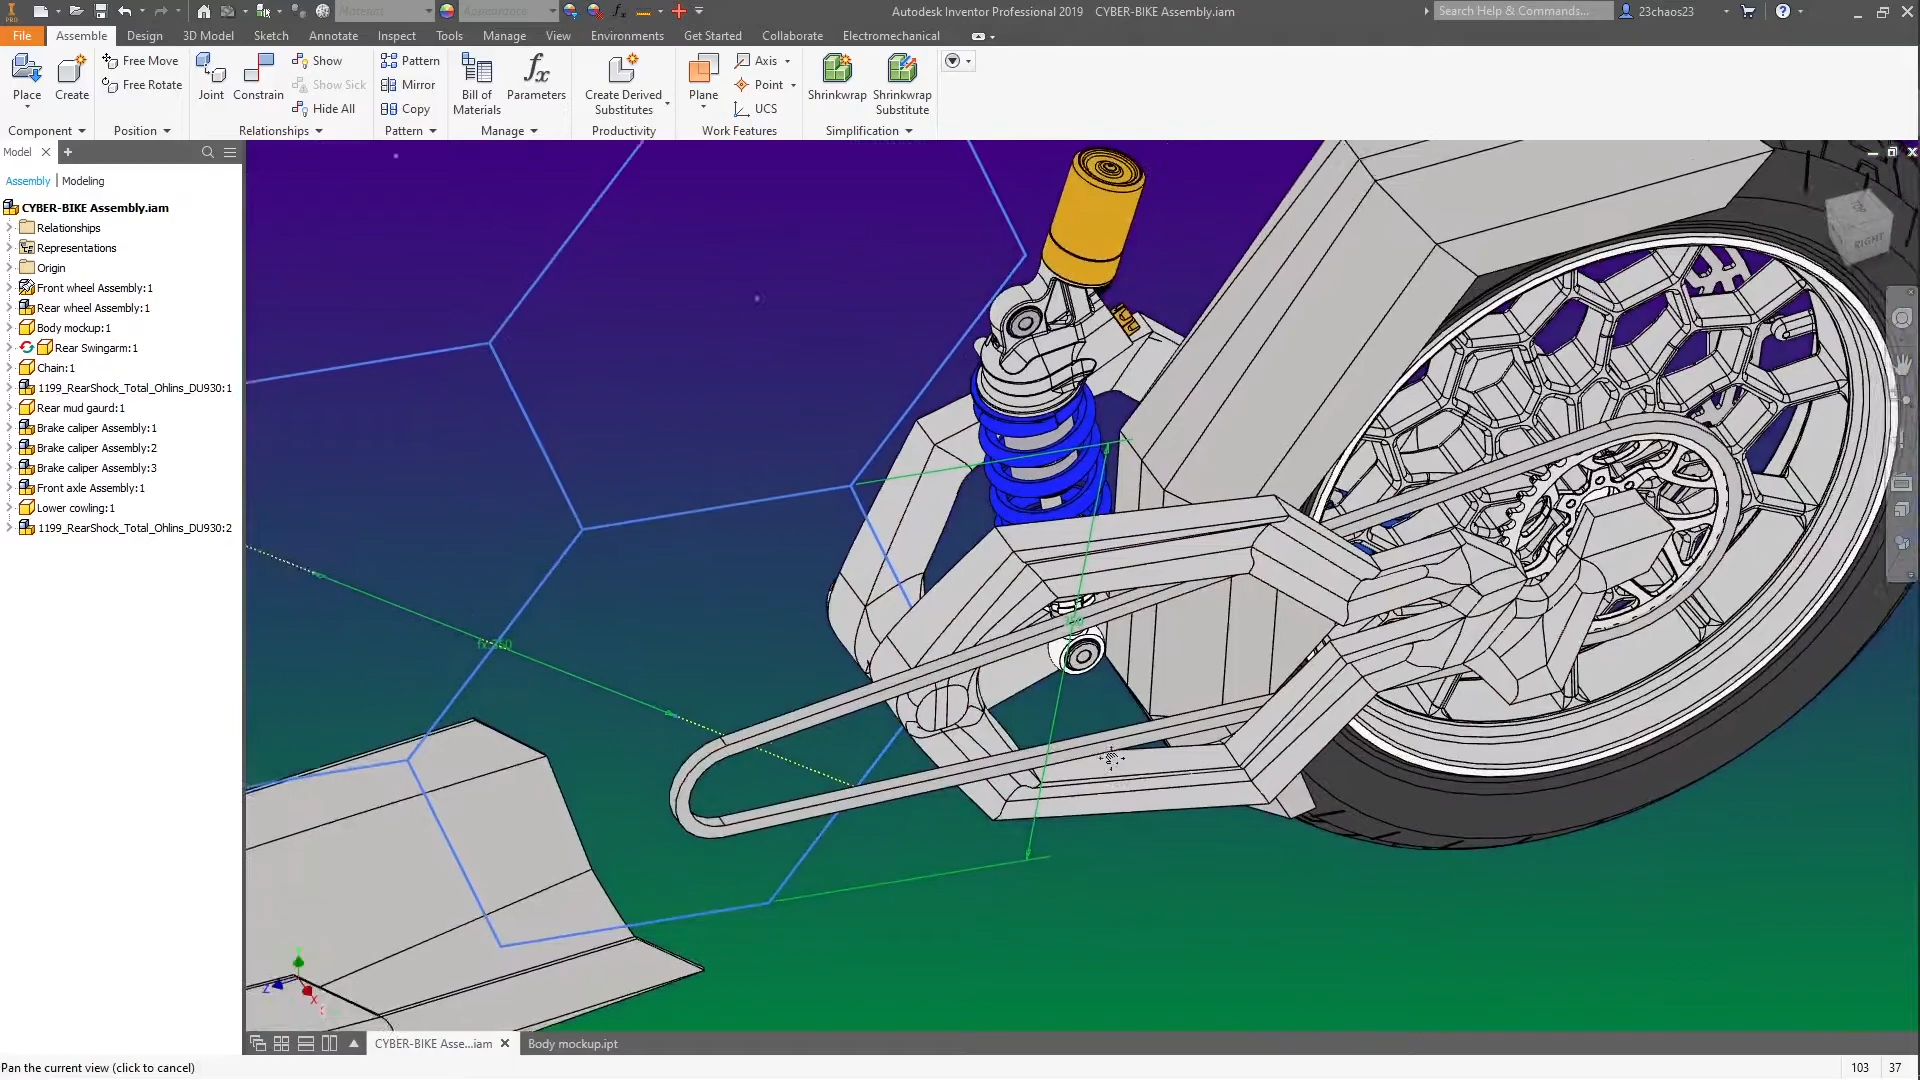 PRO
Material
Appearance
fx
Autodesk Inventor Professional 2019 CYBER-BIKE Assembly.iam
Search Help & Commands...
23chaos23
File
Assemble
Design
3D Model
Sketch
Annotate
Inspect
Tools
Manage
View
Environments
Get Started
Collaborate
Electromechanical
Place
Create
Free Move
Free Rotate
Joint
Constrain
Show
Show Sick
Hide All
Pattern
Mirror
Copy
Bill of
Materials
fx
Parameters
Create Derived
Substitutes
Plane
Axis
Point
UCS
Shrinkwrap
Shrinkwrap
Substitute
Component
Position
Relationships
Pattern
Manage
Productivity
Work Features
Simplification
Model
Assembly | Modeling
CYBER-BIKE Assembly.iam
Relationships
Representations
Origin
Front wheel Assembly:1
Rear wheel Assembly:1
Body mockup:1
Rear Swingarm:1
Chain:1
1199_RearShock_Total_Ohlins_DU930:1
Rear mud gaurd:1
Brake caliper Assembly:1
Brake caliper Assembly:2
Brake caliper Assembly:3
Front axle Assembly:1
Lower cowling:1
1199_RearShock_Total_Ohlins_DU930:2
TOP
RIGHT
Z
X
CYBER-BIKE Asse...iam
Body mockup.ipt
Pan the current view (click to cancel)
103
37